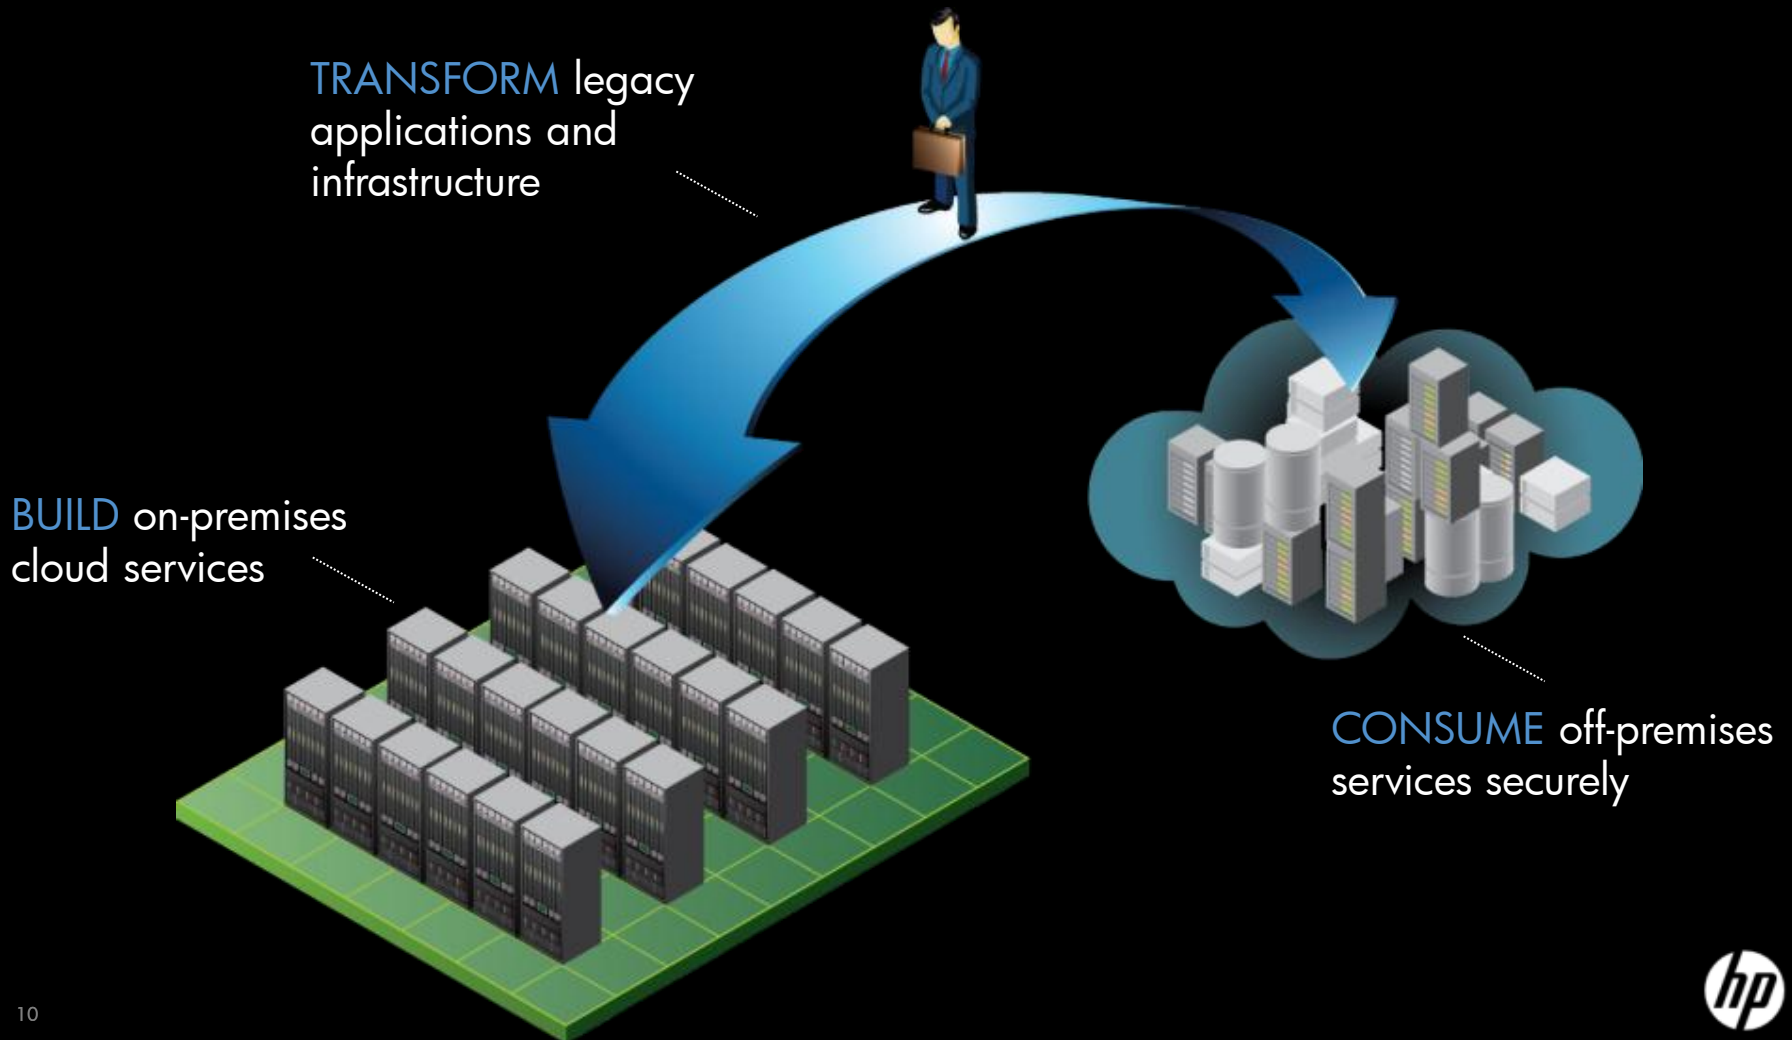 TRANSFORM legacy
applications and
infrastructure
BUILD on-premises
cloud services
CONSUME off-premises
services securely
10
hp